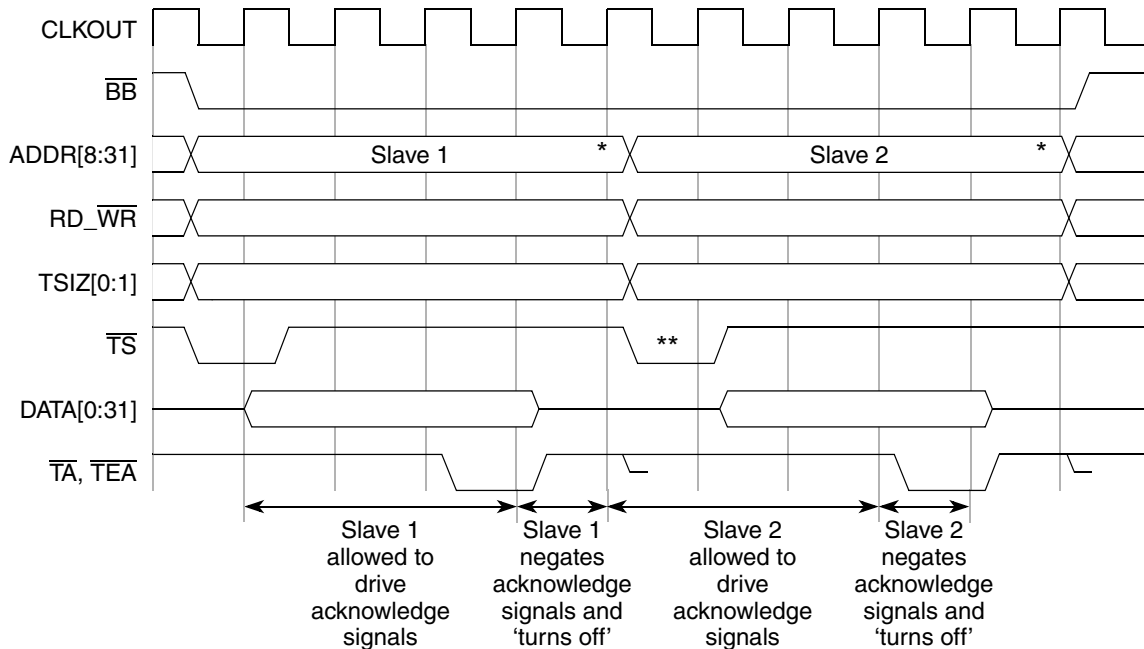 CLKOUT
BB
ADDR[8:31]
Slave 1
*
Slave 2
*
RD_WR
TSIZ[0:1]
TS
**
DATA[0:31]
TA, TEA
Slave 1
allowed to
drive
acknowledge
signals
Slave 1
negates
acknowledge
signals and
‘turns off’
Slave 2
allowed to
drive
acknowledge
signals
Slave 2
negates
acknowledge
signals and
‘turns off’